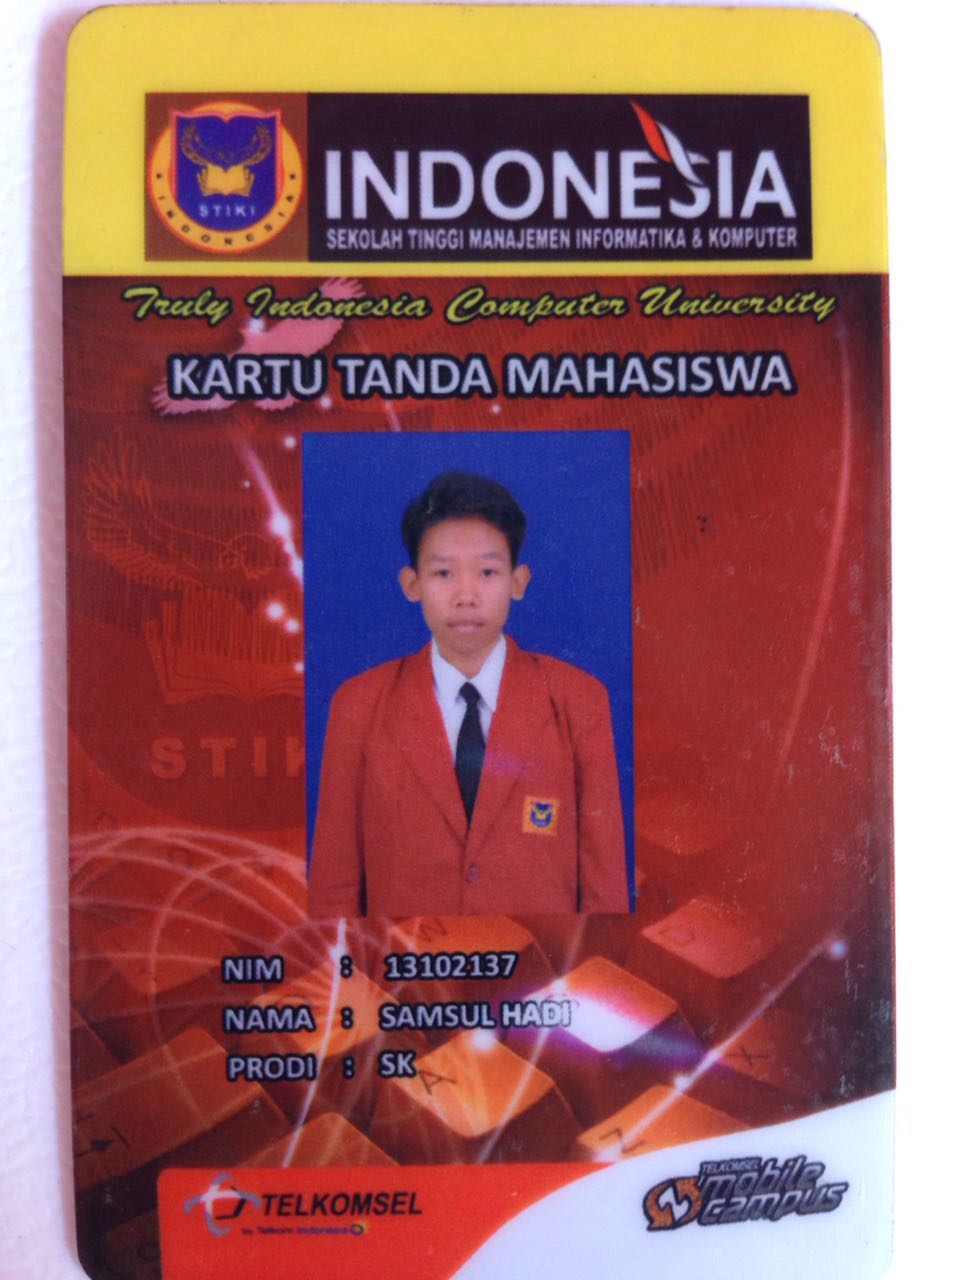 STIKI
INDONESIA
INDONESIA
SEKOLAH TINGGI MANAJEMEN INFORMATIKA & KOMPUTER
Truly Indonesia Computer University
KARTU TANDA MAHASISWA
STIK
NIM : 13102137
NAMA : SAMSUL HADI
PRODI : SK
TELKOMSEL
by Telkom Indonesia
TELKOMSEL
mobile
campus